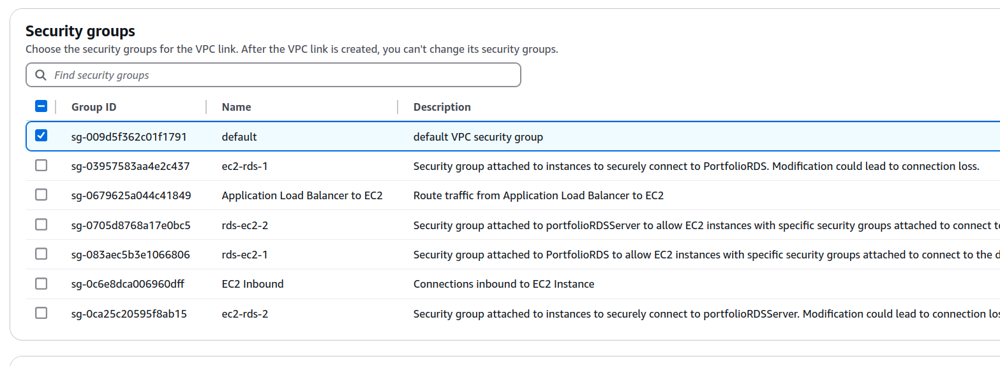 Security groups
Choose the security groups for the VPC link. After the VPC link is created, you can't change its security groups.
Find security groups
Group ID Name Description
sg-009d5f362c01f1791 default default VPC security group
sg-03957583aa4e2c437 ec2-rds-1 Security group attached to instances to securely connect to PortfolioRDS. Modification could lead to connection loss.
sg-0679625a044c41849 Application Load Balancer to EC2 Route traffic from Application Load Balancer to EC2
sg-0705d8768a17e0bc5 rds-ec2-2 Security group attached to portfolioRDSServer to allow EC2 instances with specific security groups attached to connect
sg-083aec5b3e1066806 rds-ec2-1 Security group attached to PortfolioRDS to allow EC2 instances with specific security groups attached to connect to the
sg-0c6e8dca006960dff EC2 Inbound Connections inbound to EC2 Instance
sg-0ca25c20595f8ab15 ec2-rds-2 Security group attached to instances to securely connect to portfolioRDSServer. Modification could lead to connection